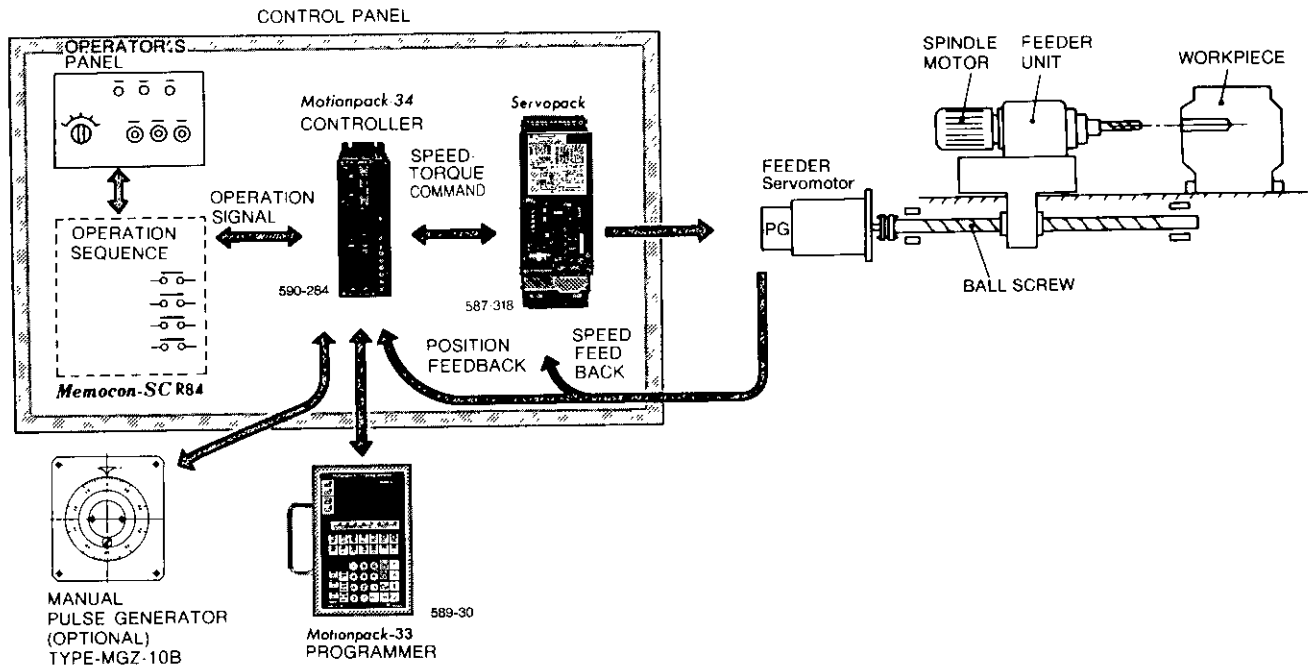 CONTROL PANEL
OPERATOR'S
PANEL
Motionpack-34
CONTROLLER
Servopack
SPEED-
TORQUE
COMMAND
OPERATION
SIGNAL
OPERATION
SEQUENCE
590-284
587-318
Memocon-SC R84
POSITION
FEEDBACK
SPEED
FEED
BACK
SPINDLE
MOTOR
FEEDER
UNIT
WORKPIECE
FEEDER
Servomotor
PG
BALL SCREW
MANUAL
PULSE GENERATOR
(OPTIONAL)
TYPE-MGZ-10B
589-30
Motionpack-33
PROGRAMMER